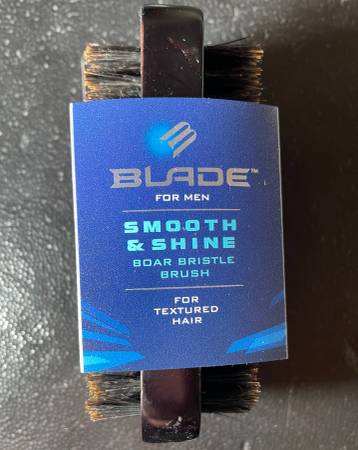 BLADE™
FOR MEN
SMOOTH
& SHINE
BOAR BRISTLE
BRUSH
FOR
TEXTURED
HAIR